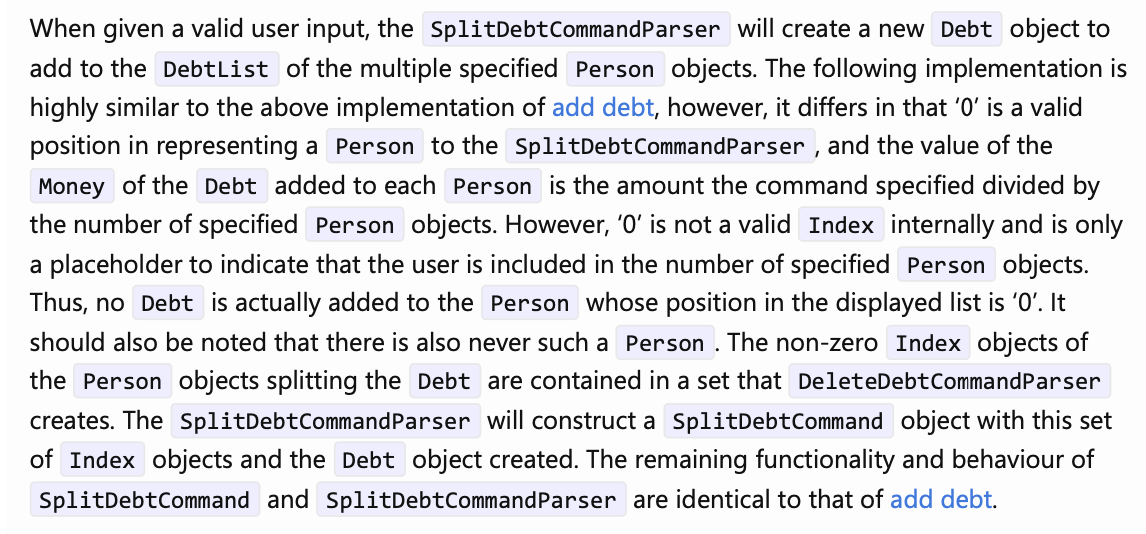 When given a valid user input, the SplitDebtCommandParser will create a new Debt object to
add to the DebtList of the multiple specified Person objects. The following implementation is
highly similar to the above implementation of add debt, however, it differs in that ‘0’ is a valid
position in representing a Person to the SplitDebtCommandParser, and the value of the
Money of the Debt added to each Person is the amount the command specified divided by
the number of specified Person objects. However, ‘0’ is not a valid Index internally and is only
a placeholder to indicate that the user is included in the number of specified Person objects.
Thus, no Debt is actually added to the Person whose position in the displayed list is ‘0’. It
should also be noted that there is also never such a Person. The non-zero Index objects of
the Person objects splitting the Debt are contained in a set that DeleteDebtCommandParser
creates. The SplitDebtCommandParser will construct a SplitDebtCommand object with this set
of Index objects and the Debt object created. The remaining functionality and behaviour of
SplitDebtCommand and SplitDebtCommandParser are identical to that of add debt.